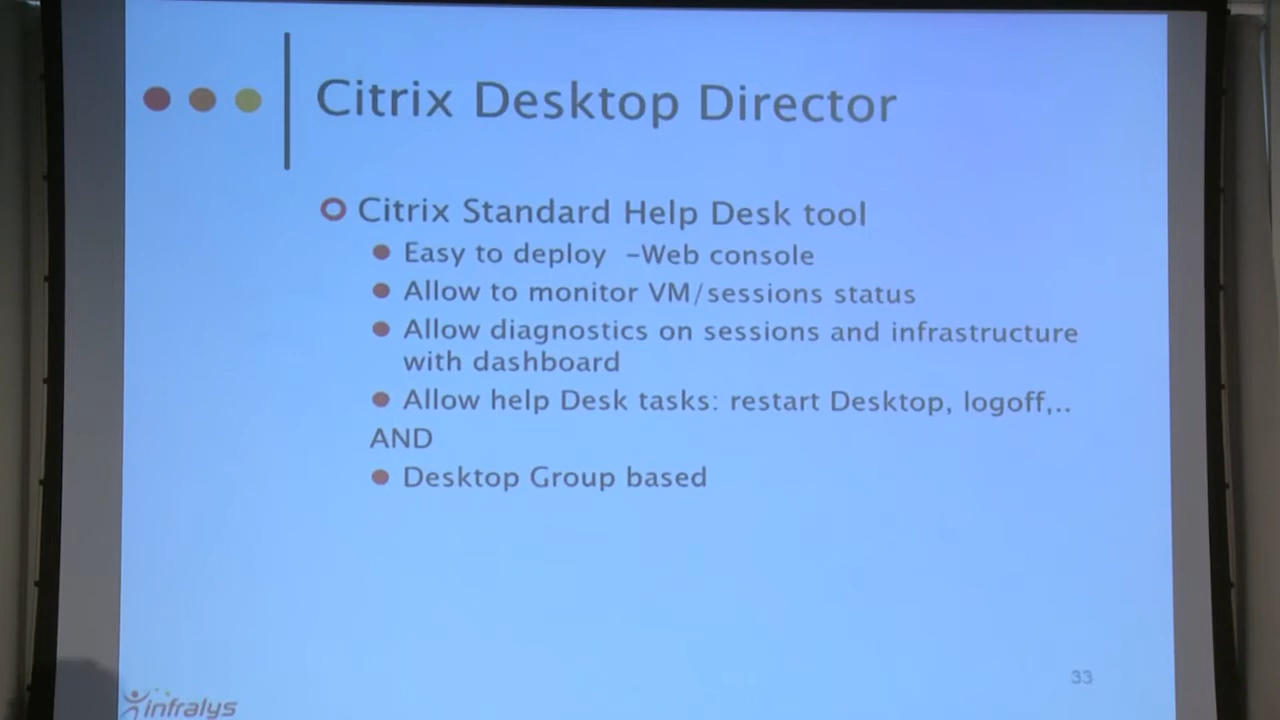 Citrix Desktop Director
Citrix Standard Help Desk tool
Easy to deploy –Web console
Allow to monitor VM/sessions status
Allow diagnostics on sessions and infrastructure
with dashboard
Allow help Desk tasks: restart Desktop, logoff,..
AND
Desktop Group based
33
infralys